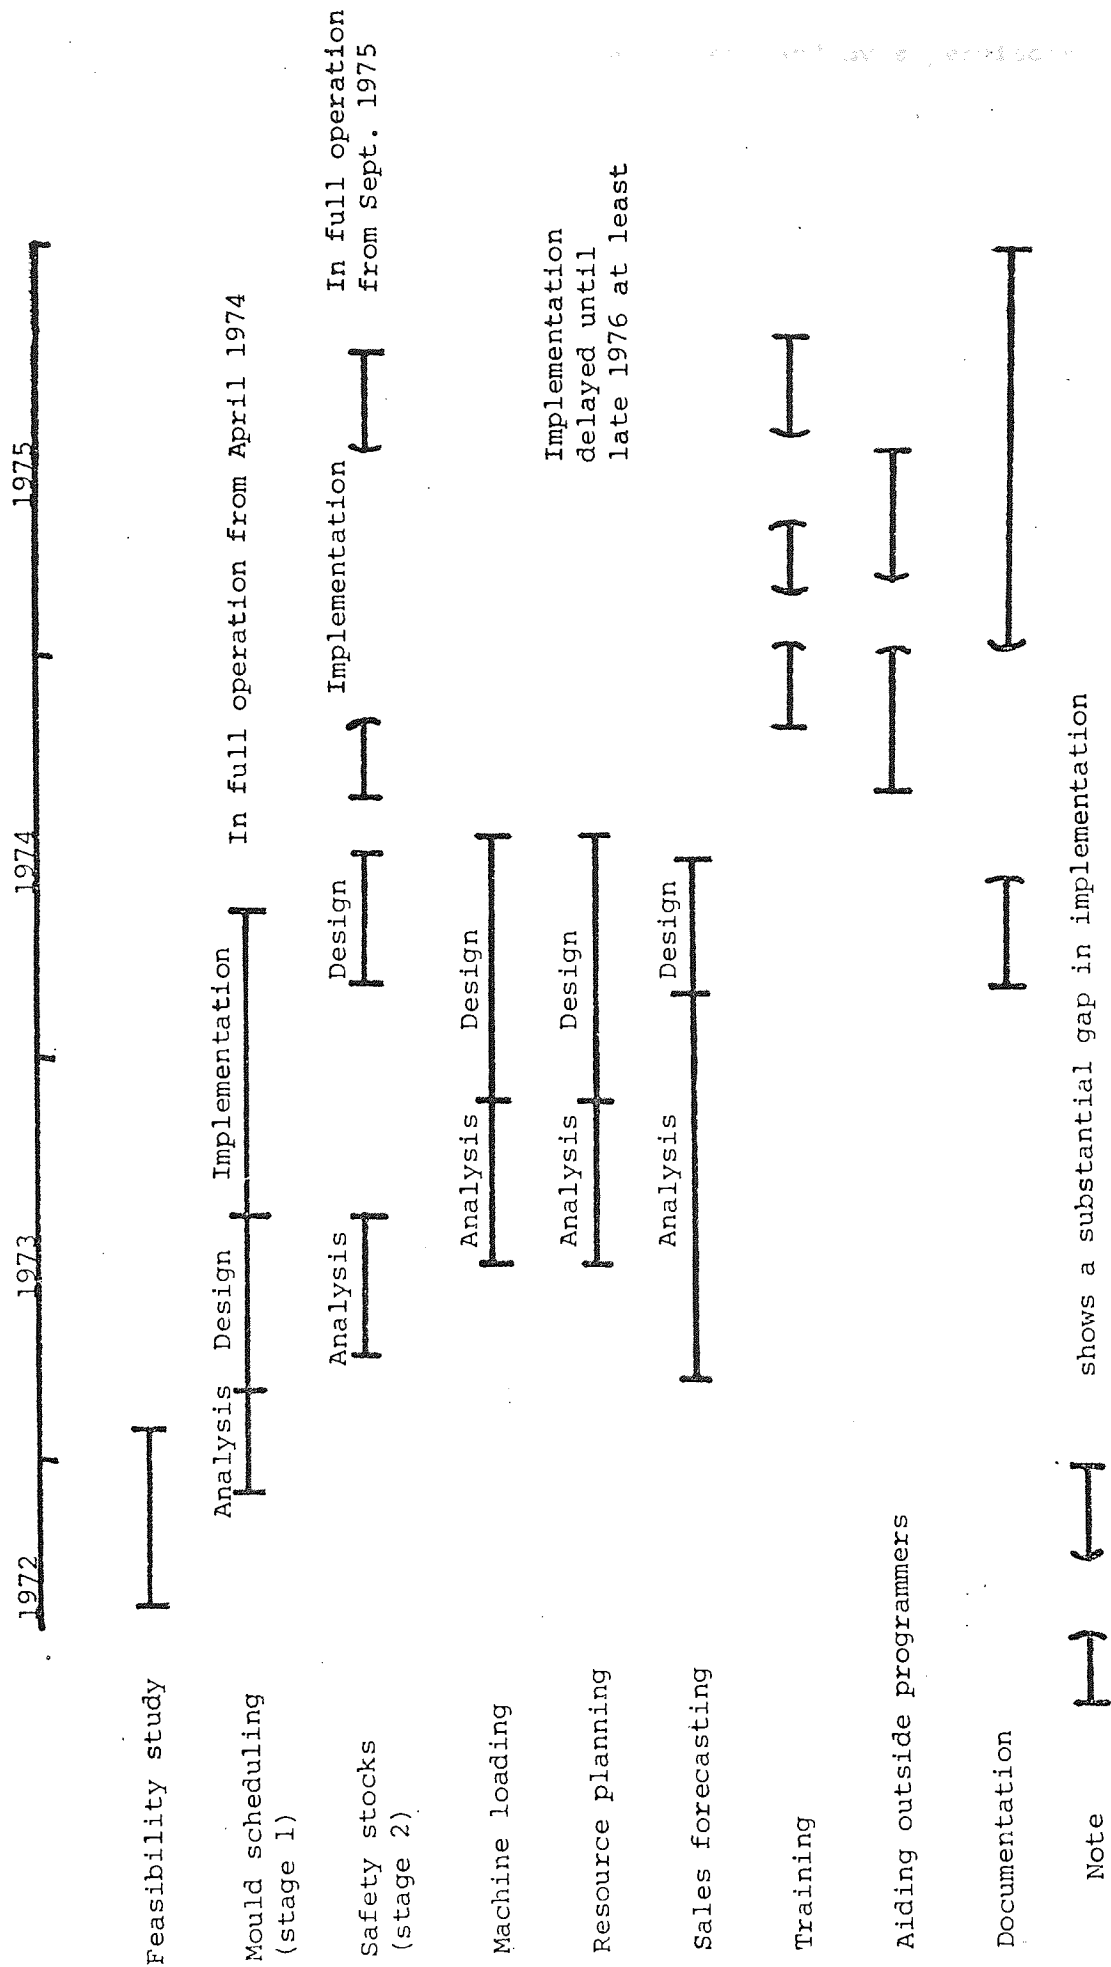 1972 1973 1974 1975
Feasibility study
Mould scheduling
(stage 1)
Analysis Design Implementation In full operation from April 1974
Safety stocks
(stage 2)
Analysis Design Implementation
In full operation
from Sept. 1975
Machine loading
Analysis Design
Resource planning
Analysis Design
Implementation
delayed until
late 1976 at least
Sales forecasting
Analysis Design
Training
Aiding outside programmers
Documentation
Note shows a substantial gap in implementation